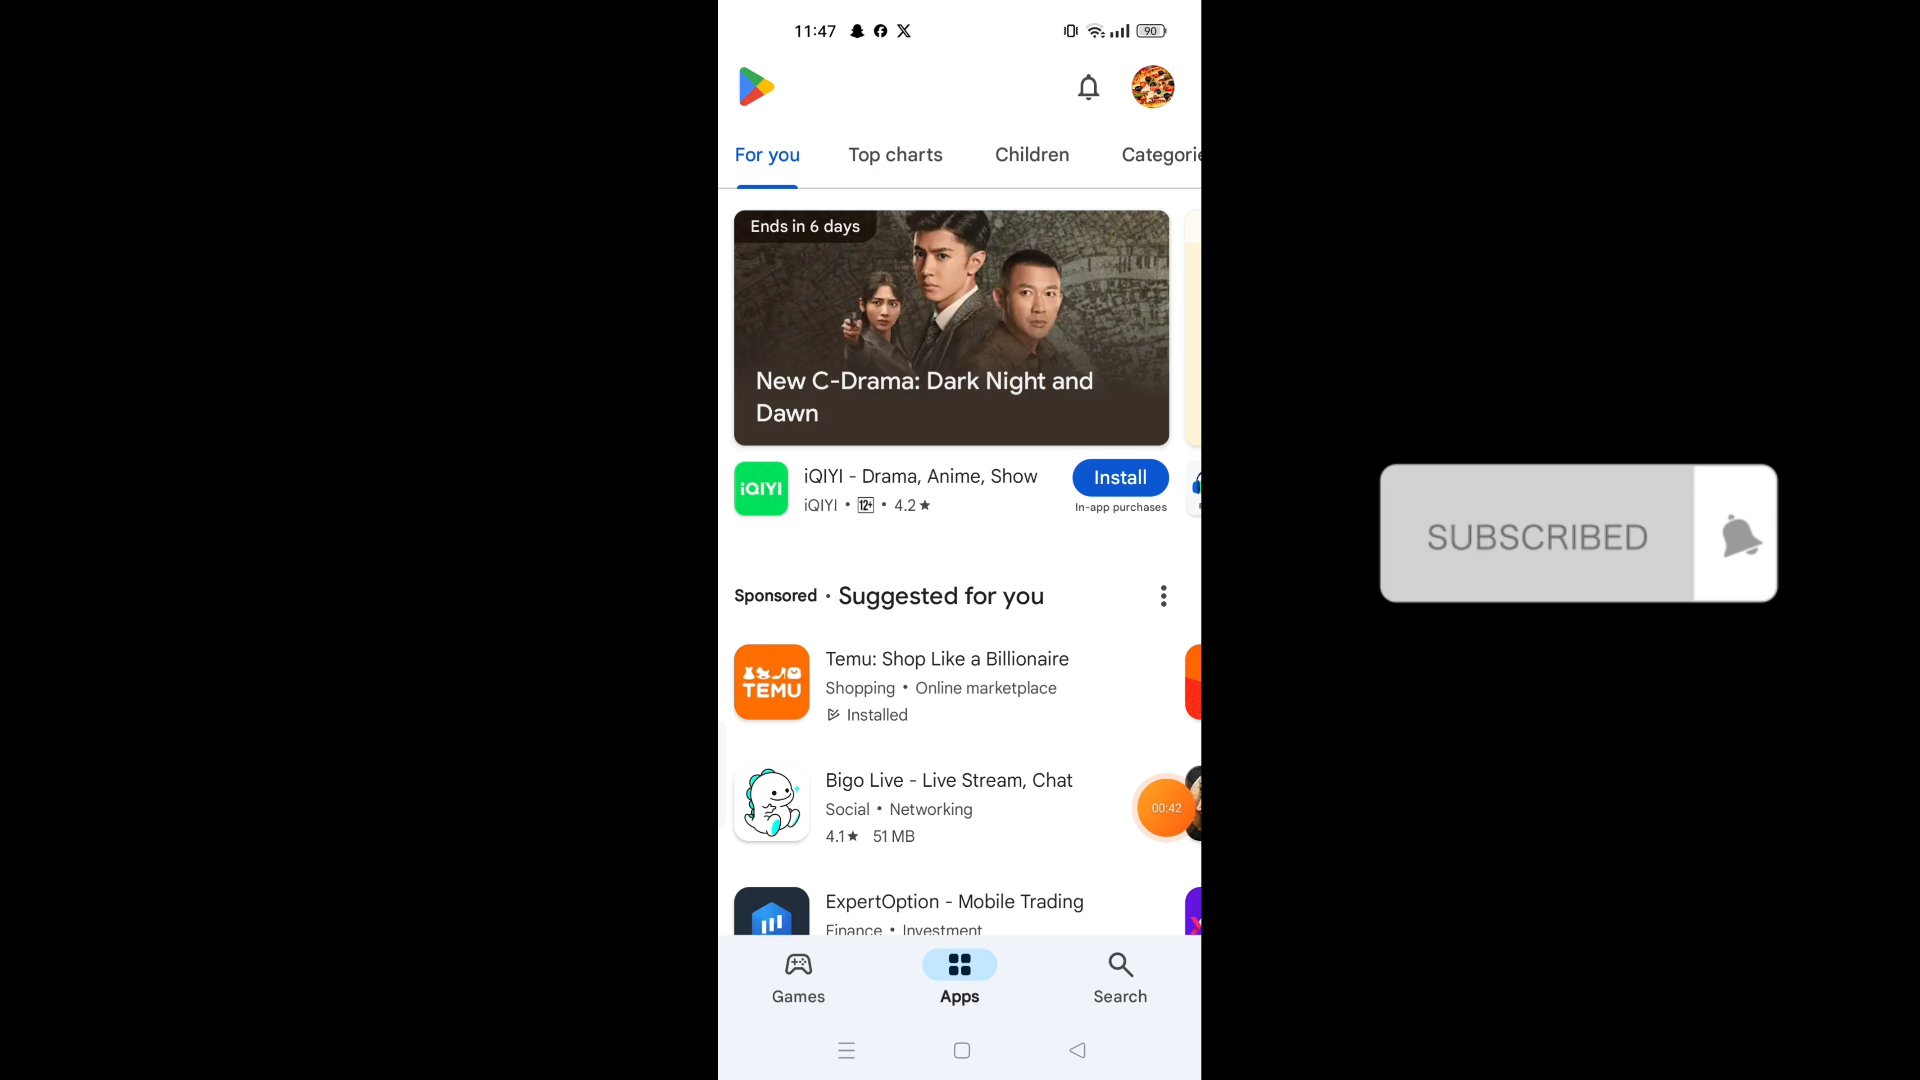 11:47
90
For you
Top charts
Children
Categorie
Ends in 6 days
New C-Drama: Dark Night and
Dawn
iQIYI
iQIYI - Drama, Anime, Show
iQIYI • 12+ • 4.2★
Install
In-app purchases
Sponsored • Suggested for you
TEMU
Temu: Shop Like a Billionaire
Shopping • Online marketplace
Installed
Bigo Live - Live Stream, Chat
Social • Networking
4.1★ 51 MB
00:42
ExpertOption - Mobile Trading
Finance • Investment
Games
Apps
Search
SUBSCRIBED